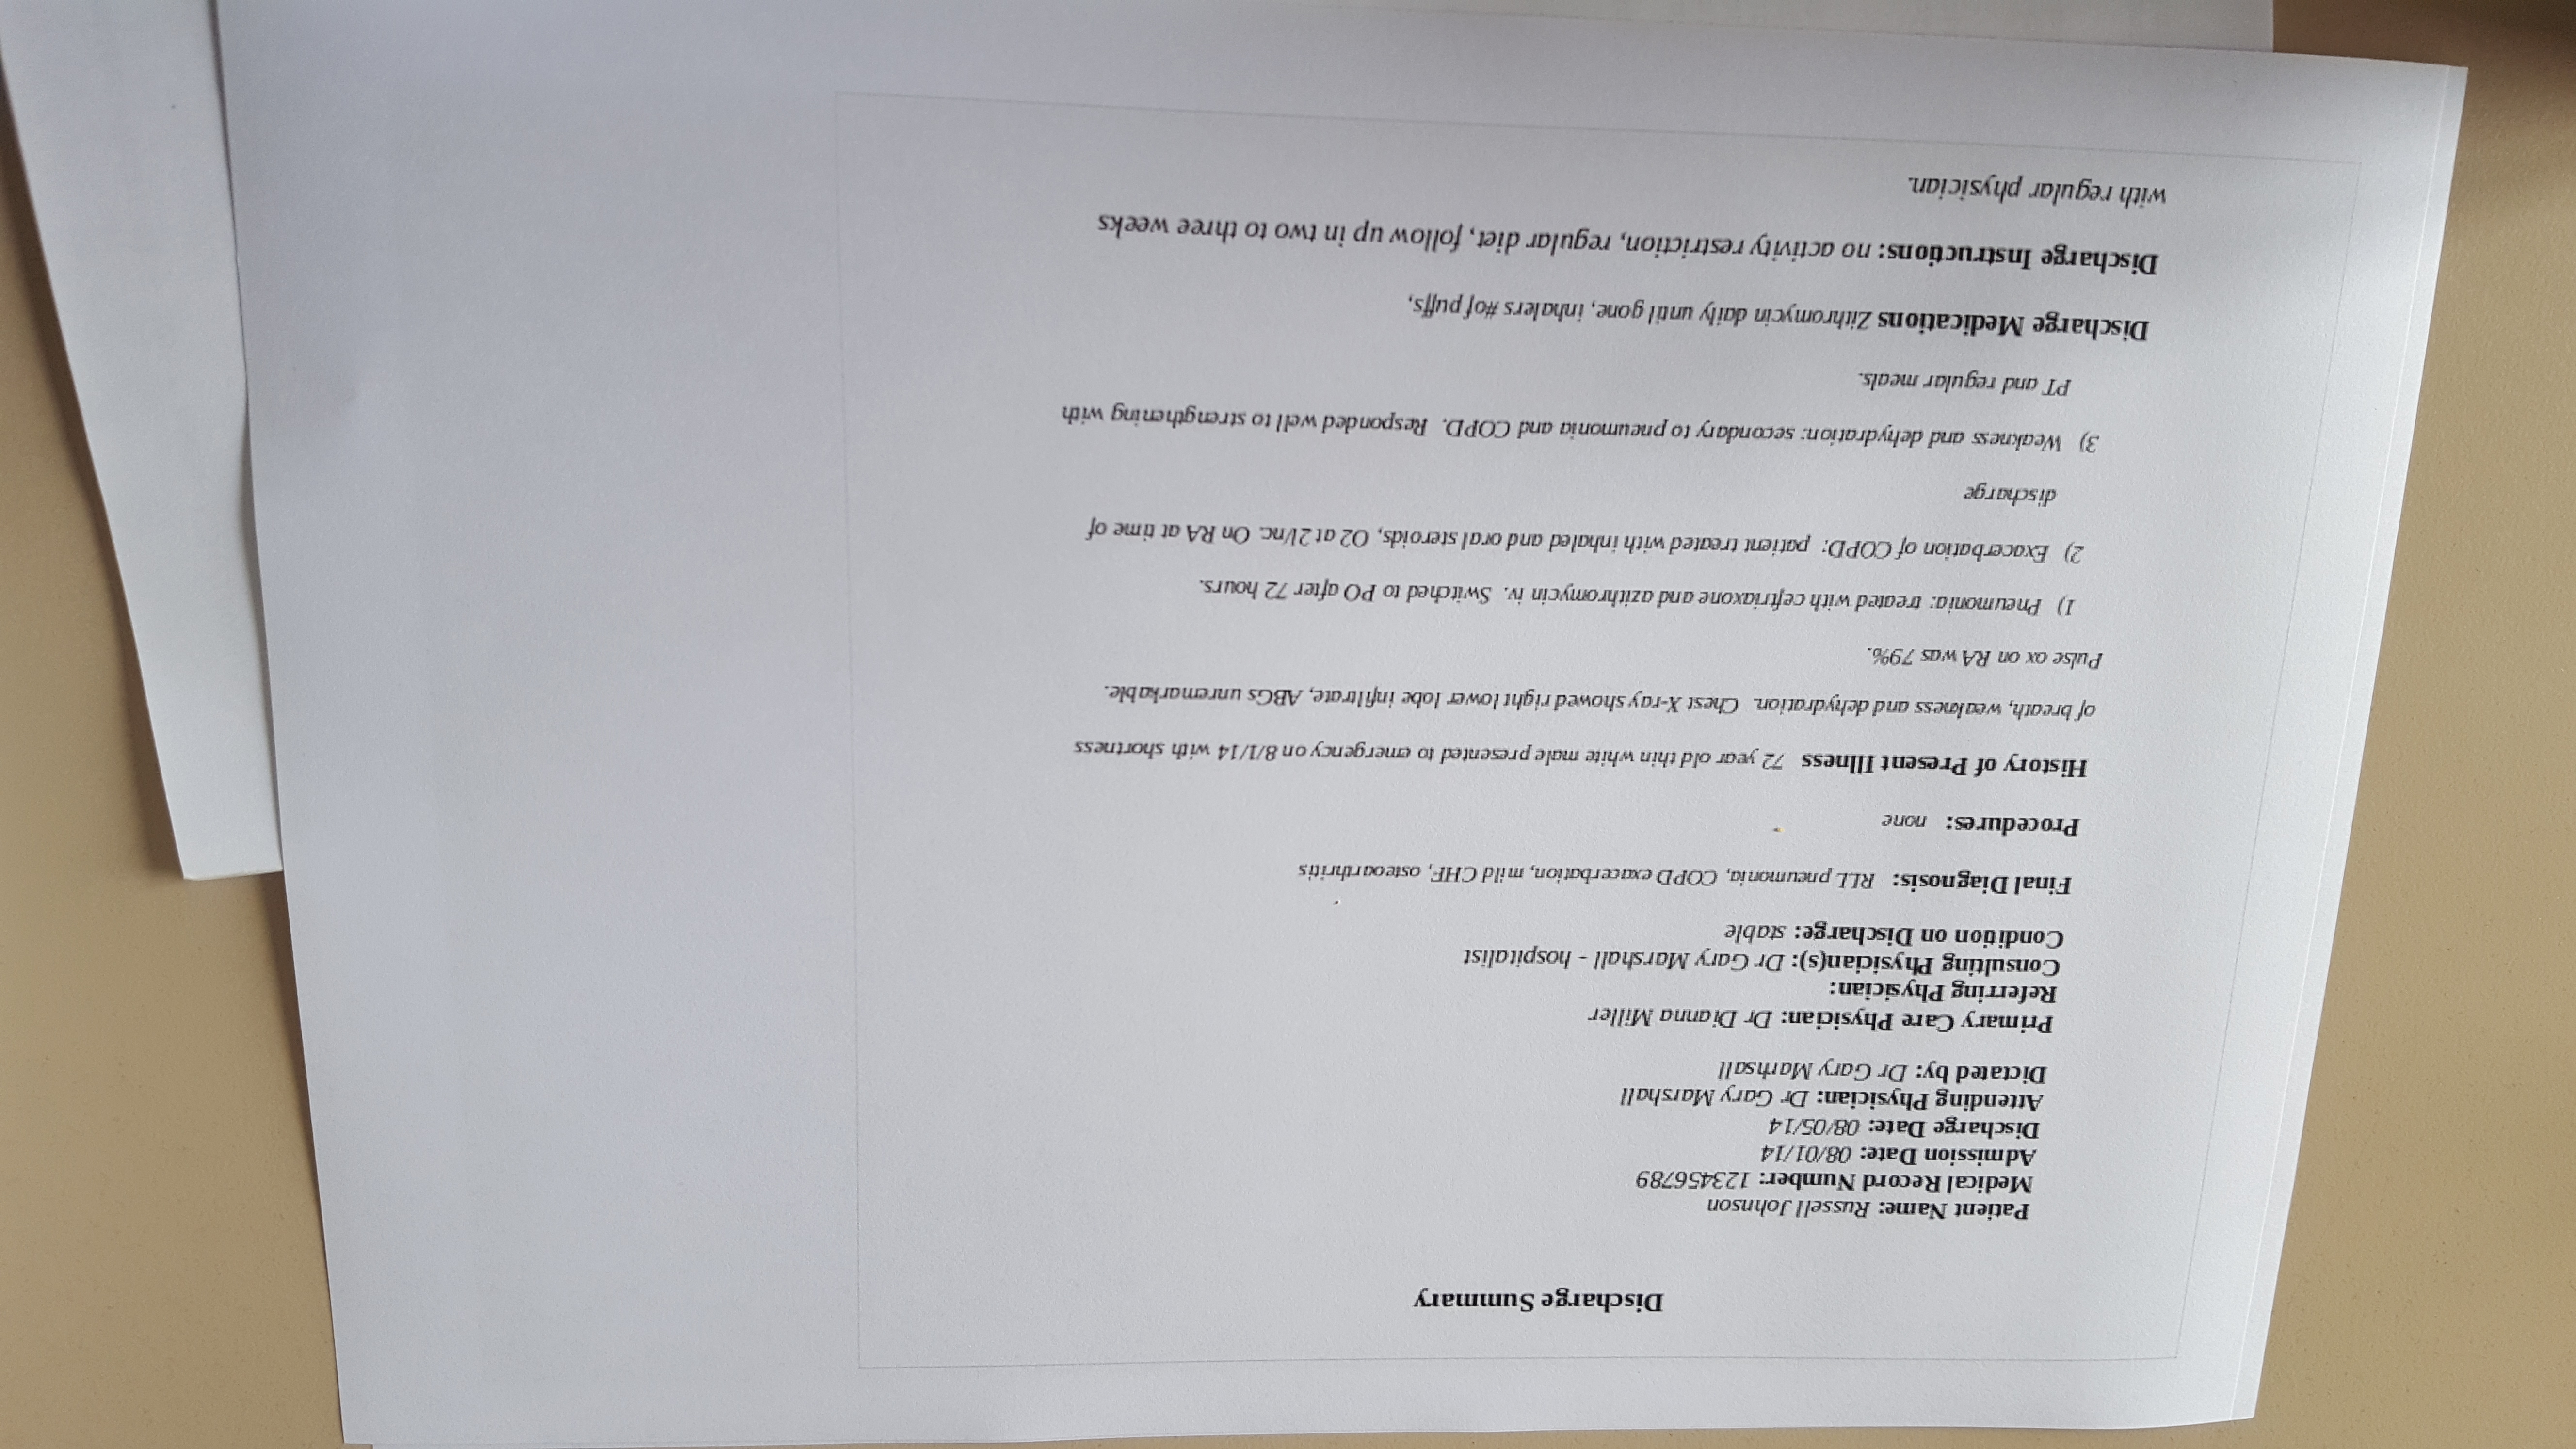 Discharge Summary
Patient Name: Russell Johnson
Medical Record Number: 123456789
Admission Date: 08/01/14
Discharge Date: 08/05/14
Attending Physician: Dr Gary Marshall
Dictated by: Dr Gary Marhsall
Primary Care Physician: Dr Dianna Miller
Referring Physician:
Consulting Physician(s): Dr Gary Marshall - hospitalist
Condition on Discharge: stable
Final Diagnosis: RLL pneumonia, COPD exacerbation, mild CHF, osteoarthritis
Procedures: none
History of Present Illness 72 year old thin white male presented to emergency on 8/1/14 with shortness
of breath, weakness and dehydration. Chest X-ray showed right lower lobe infiltrate, ABGs unremarkable.
Pulse ox on RA was 79%.
1) Pneumonia: treated with ceftriaxone and azithromycin iv. Switched to PO after 72 hours.
2) Exacerbation of COPD: patient treated with inhaled and oral steroids, O2 at 2l/nc. On RA at time of
discharge
3) Weakness and dehydration: secondary to pneumonia and COPD. Responded well to strengthening with
PT and regular meals.
Discharge Medications Zithromycin daily until gone, inhalers #of puffs,
Discharge Instructions: no activity restriction, regular diet, follow up in two to three weeks
with regular physician.